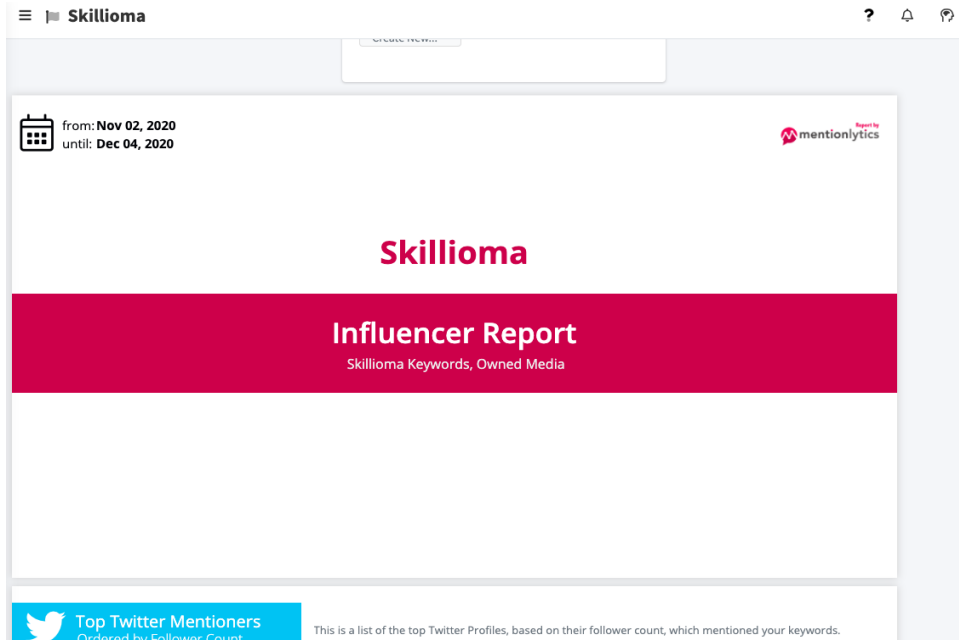 Skillioma
?
Create New...
from: Nov 02, 2020
until: Dec 04, 2020
Report by
mentionlytics
Skillioma
Influencer Report
Skillioma Keywords, Owned Media
Top Twitter Mentioners
Ordered by Follower Count
This is a list of the top Twitter Profiles, based on their follower count, which mentioned your keywords.